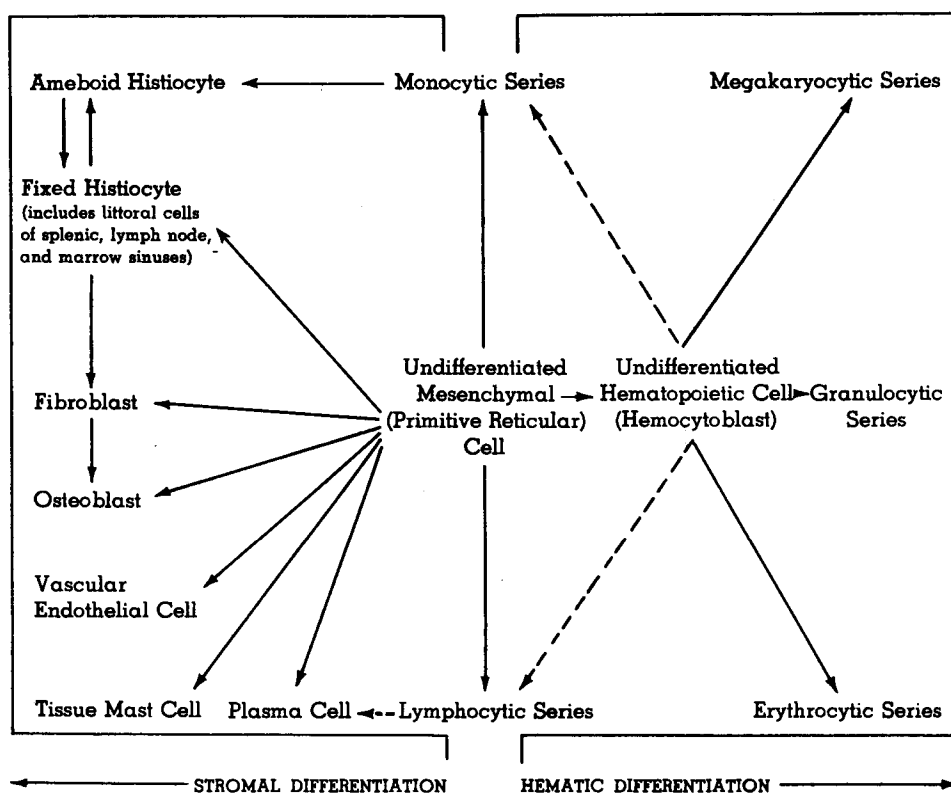 Ameboid Histiocyte
Monocytic Series
Megakaryocytic Series
Fixed Histiocyte
(includes littoral cells
of splenic, lymph node,
and marrow sinuses)
Undifferentiated
Mesenchymal
(Primitive Reticular)
Cell
Undifferentiated
Hematopoietic Cell
(Hemocytoblast)
Granulocytic
Series
Fibroblast
Osteoblast
Vascular
Endothelial Cell
Tissue Mast Cell
Plasma Cell
Lymphocytic Series
Erythrocytic Series
STROMAL DIFFERENTIATION
HEMATIC DIFFERENTIATION